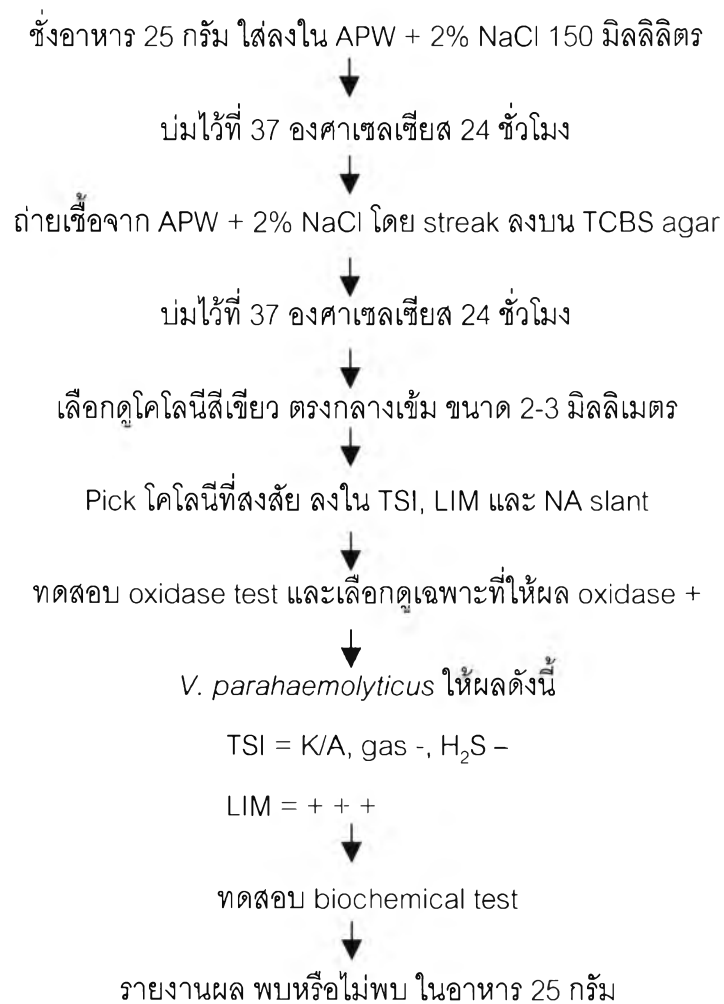 ชั่งอาหาร 25 กรัม ใส่ลงใน APW + 2% NaCl 150 มิลลิลิตร
บ่มไว้ที่ 37 องศาเซลเซียส 24 ชั่วโมง
ถ่ายเชื้อจาก APW + 2% NaCl โดย streak ลงบน TCBS agar
บ่มไว้ที่ 37 องศาเซลเซียส 24 ชั่วโมง
เลือกดูโคโลนีสีเขียว ตรงกลางเข้ม ขนาด 2-3 มิลลิเมตร
Pick โคโลนีที่สงสัย ลงใน TSI, LIM และ NA slant
ทดสอบ oxidase test และเลือกดูเฉพาะที่ให้ผล oxidase +
V. parahaemolyticus ให้ผลดังนี้
TSI = K/A, gas -, H₂S –
LIM = + + +
ทดสอบ biochemical test
รายงานผล พบหรือไม่พบ ในอาหาร 25 กรัม